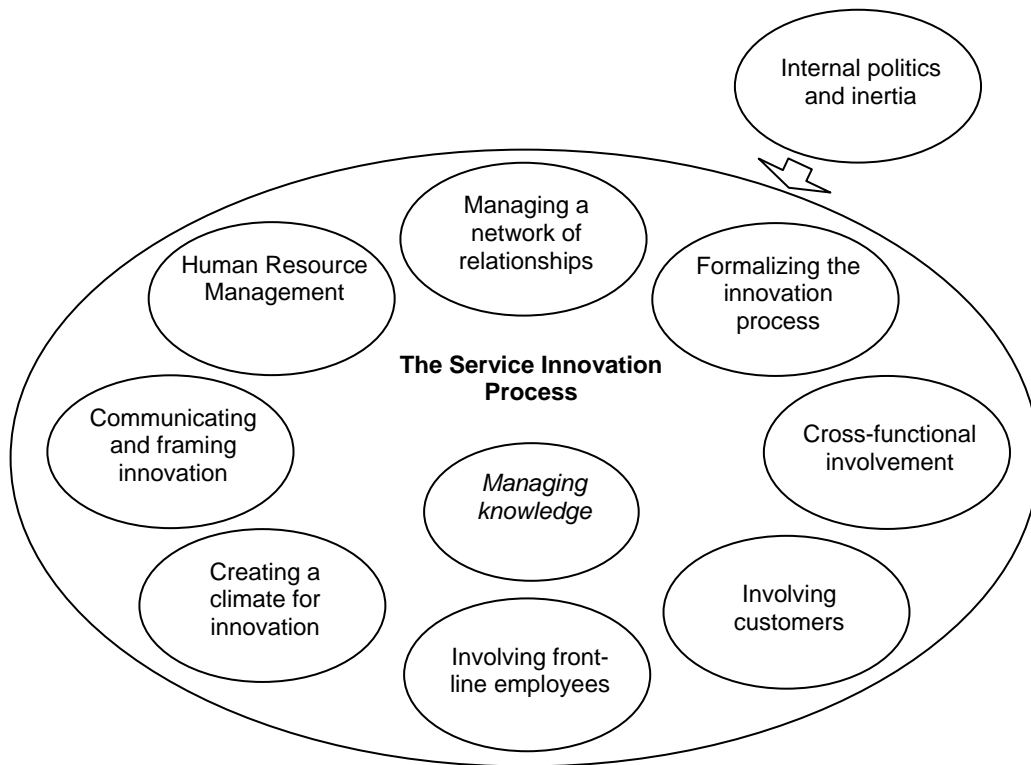 Internal politics
and inertia
Managing a
network of
relationships
Human Resource
Management
Formalizing the
innovation
process
The Service Innovation
Process
Communicating
and framing
innovation
Cross-functional
involvement
Managing
knowledge
Creating a
climate for
innovation
Involving
customers
Involving front-
line employees